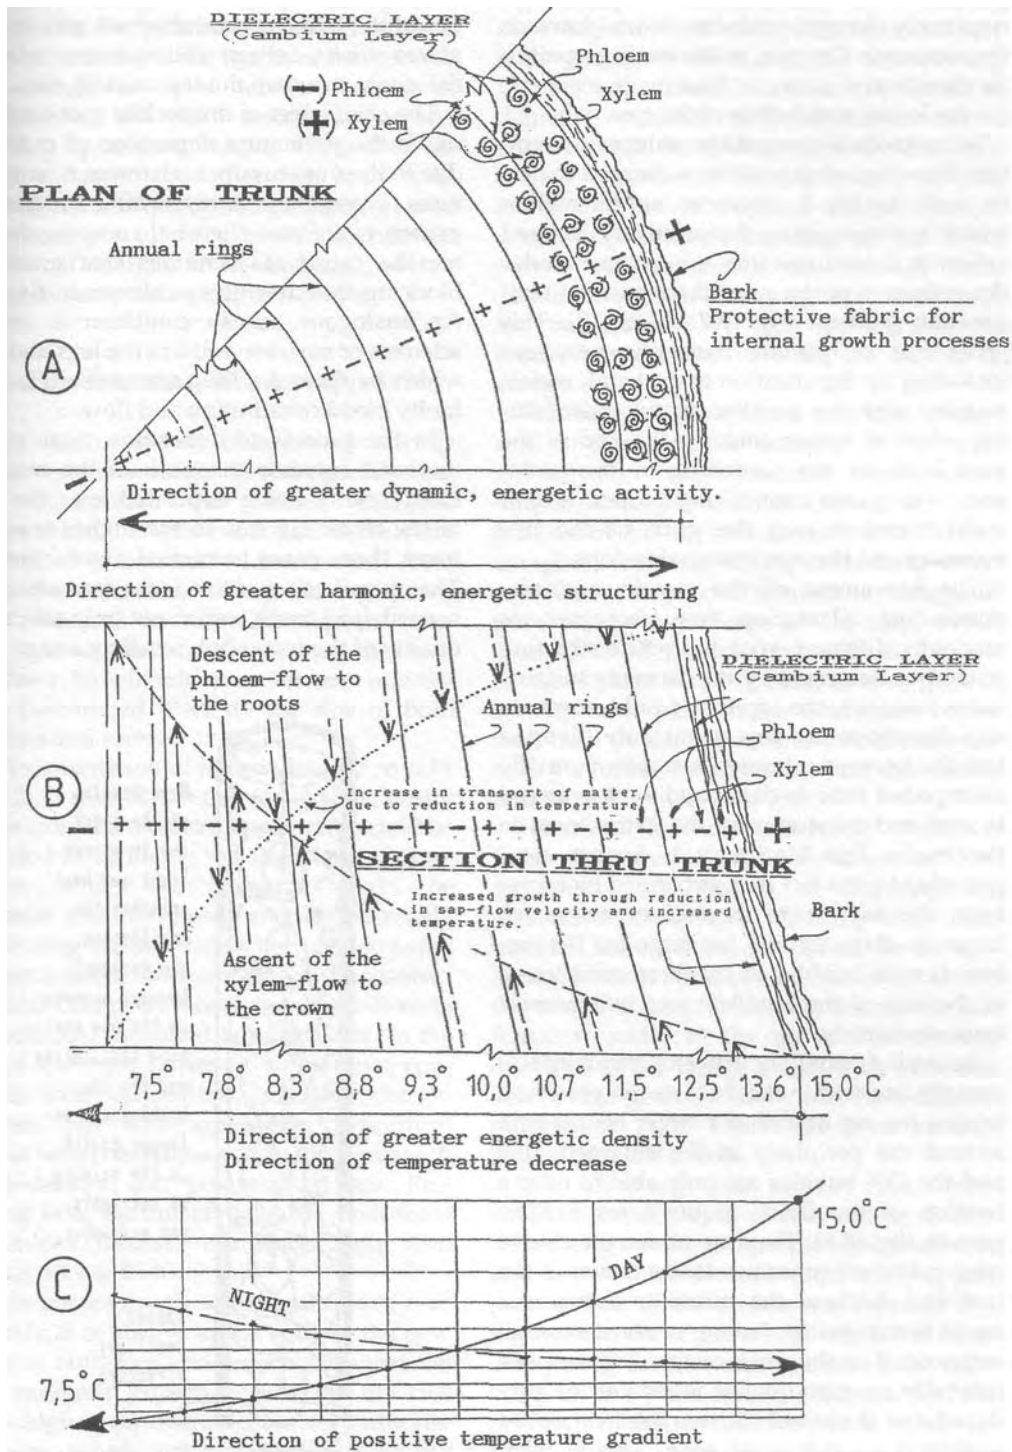 DIELECTRIC LAYER
(Cambium Layer)
Phloem
(-) Phloem
Xylem
(+) Xylem
PLAN OF TRUNK
Annual rings
Bark
Protective fabric for
internal growth processes
A
Direction of greater dynamic, energetic activity.
Direction of greater harmonic, energetic structuring
Descent of the
phloem-flow to
the roots
DIELECTRIC LAYER
(Cambium Layer)
Annual rings
Phloem
Xylem
B
Increase in transport of matter
due to reduction in temperature
SECTION THRU TRUNK
Increased growth through reduction
in sap-flow velocity and increased
temperature.
Bark
Ascent of the
xylem-flow to
the crown
7,5° 7,8° 8,3° 8,8° 9,3° 10,0° 10,7 11,5° 12,5° 13,6° 15,0°C
Direction of greater energetic density
Direction of temperature decrease
15,0°C
DAY
C
NIGHT
7,5°C
Direction of positive temperature gradient